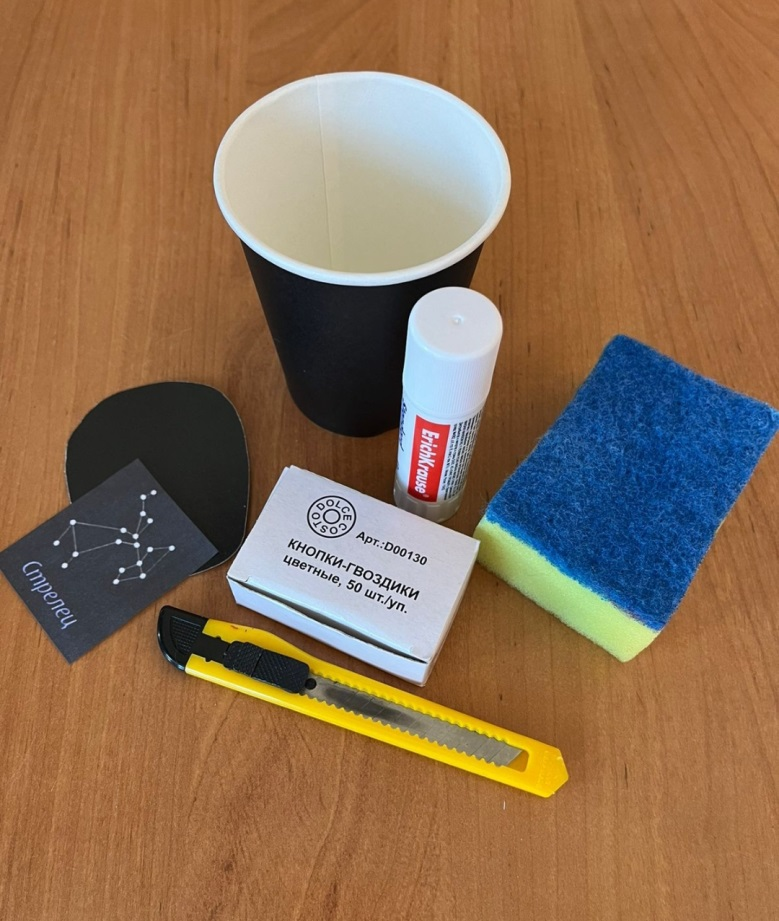 ErichKrause
DOLCE COSTO
Арт.:D00130
КНОПКИ-ГВОЗДИКИ
цветные, 50 шт./уп.
Стрелец